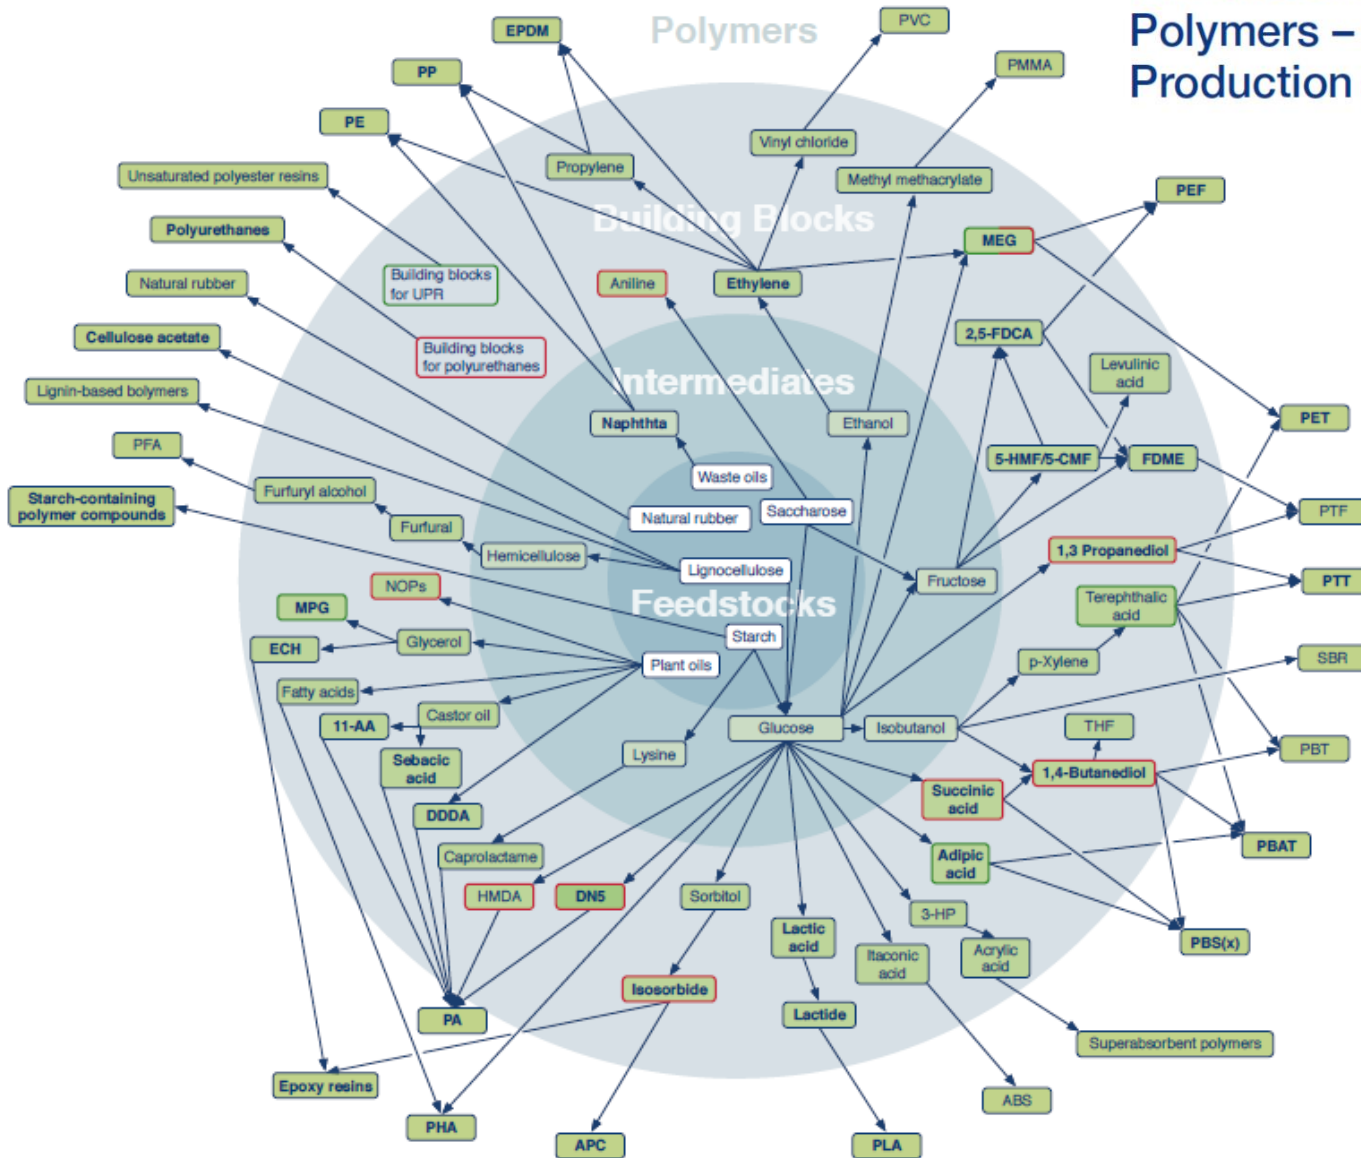 Polymers –
Production
Polymers
EPDM
PVC
PP
PMMA
PE
Vinyl chloride
Propylene
Methyl methacrylate
Unsaturated polyester resins
PEF
Building Blocks
Polyurethanes
MEG
Building blocks
for UPR
Natural rubber
Aniline
Ethylene
Cellulose acetate
2,5-FDCA
Building blocks
for polyurethanes
Levulinic
acid
Lignin-based bolymers
Intermediates
Naphthta
Ethanol
PET
PFA
5-HMF/5-CMF
FDME
Waste oils
Furfuryl alcohol
Starch-containing
polymer compounds
Natural rubber
Saccharose
PTF
Furfural
Hemicellulose
1,3 Propanediol
Lignocellulose
Fructose
PTT
NOPs
Feedstocks
Terephthalic
acid
MPG
Starch
Glycerol
ECH
Plant oils
p-Xylene
SBR
Fatty acids
Castor oil
11-AA
Glucose
Isobutanol
THF
Lysine
PBT
Sebacic
acid
1,4-Butanediol
Succinic
acid
DDDA
PBAT
Caprolactame
Adipic
acid
HMDA
DN5
Sorbitol
3-HP
Lactic
acid
PBS(x)
Itaconic
acid
Acrylic
acid
Isosorbide
Lactide
PA
Superabsorbent polymers
Epoxy resins
ABS
PHA
APC
PLA